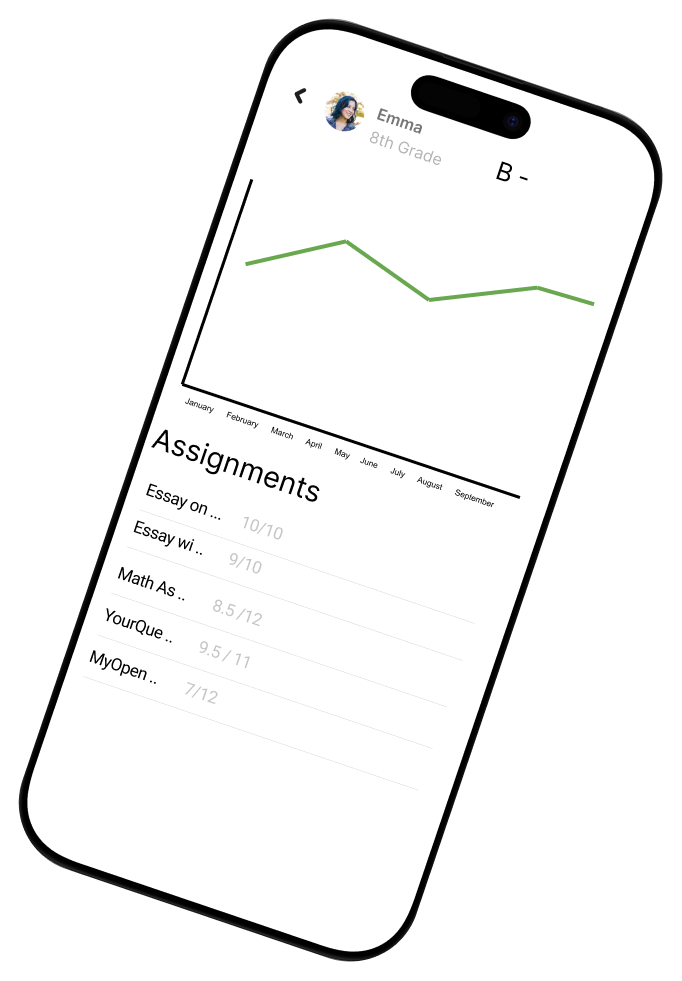 Emma
8th Grade
B -
January February March April May June July August September
Assignments
Essay on ... 10/10
Essay wi .. 9/10
Math As .. 8.5 /12
YourQue .. 9.5 / 11
MyOpen .. 7/12